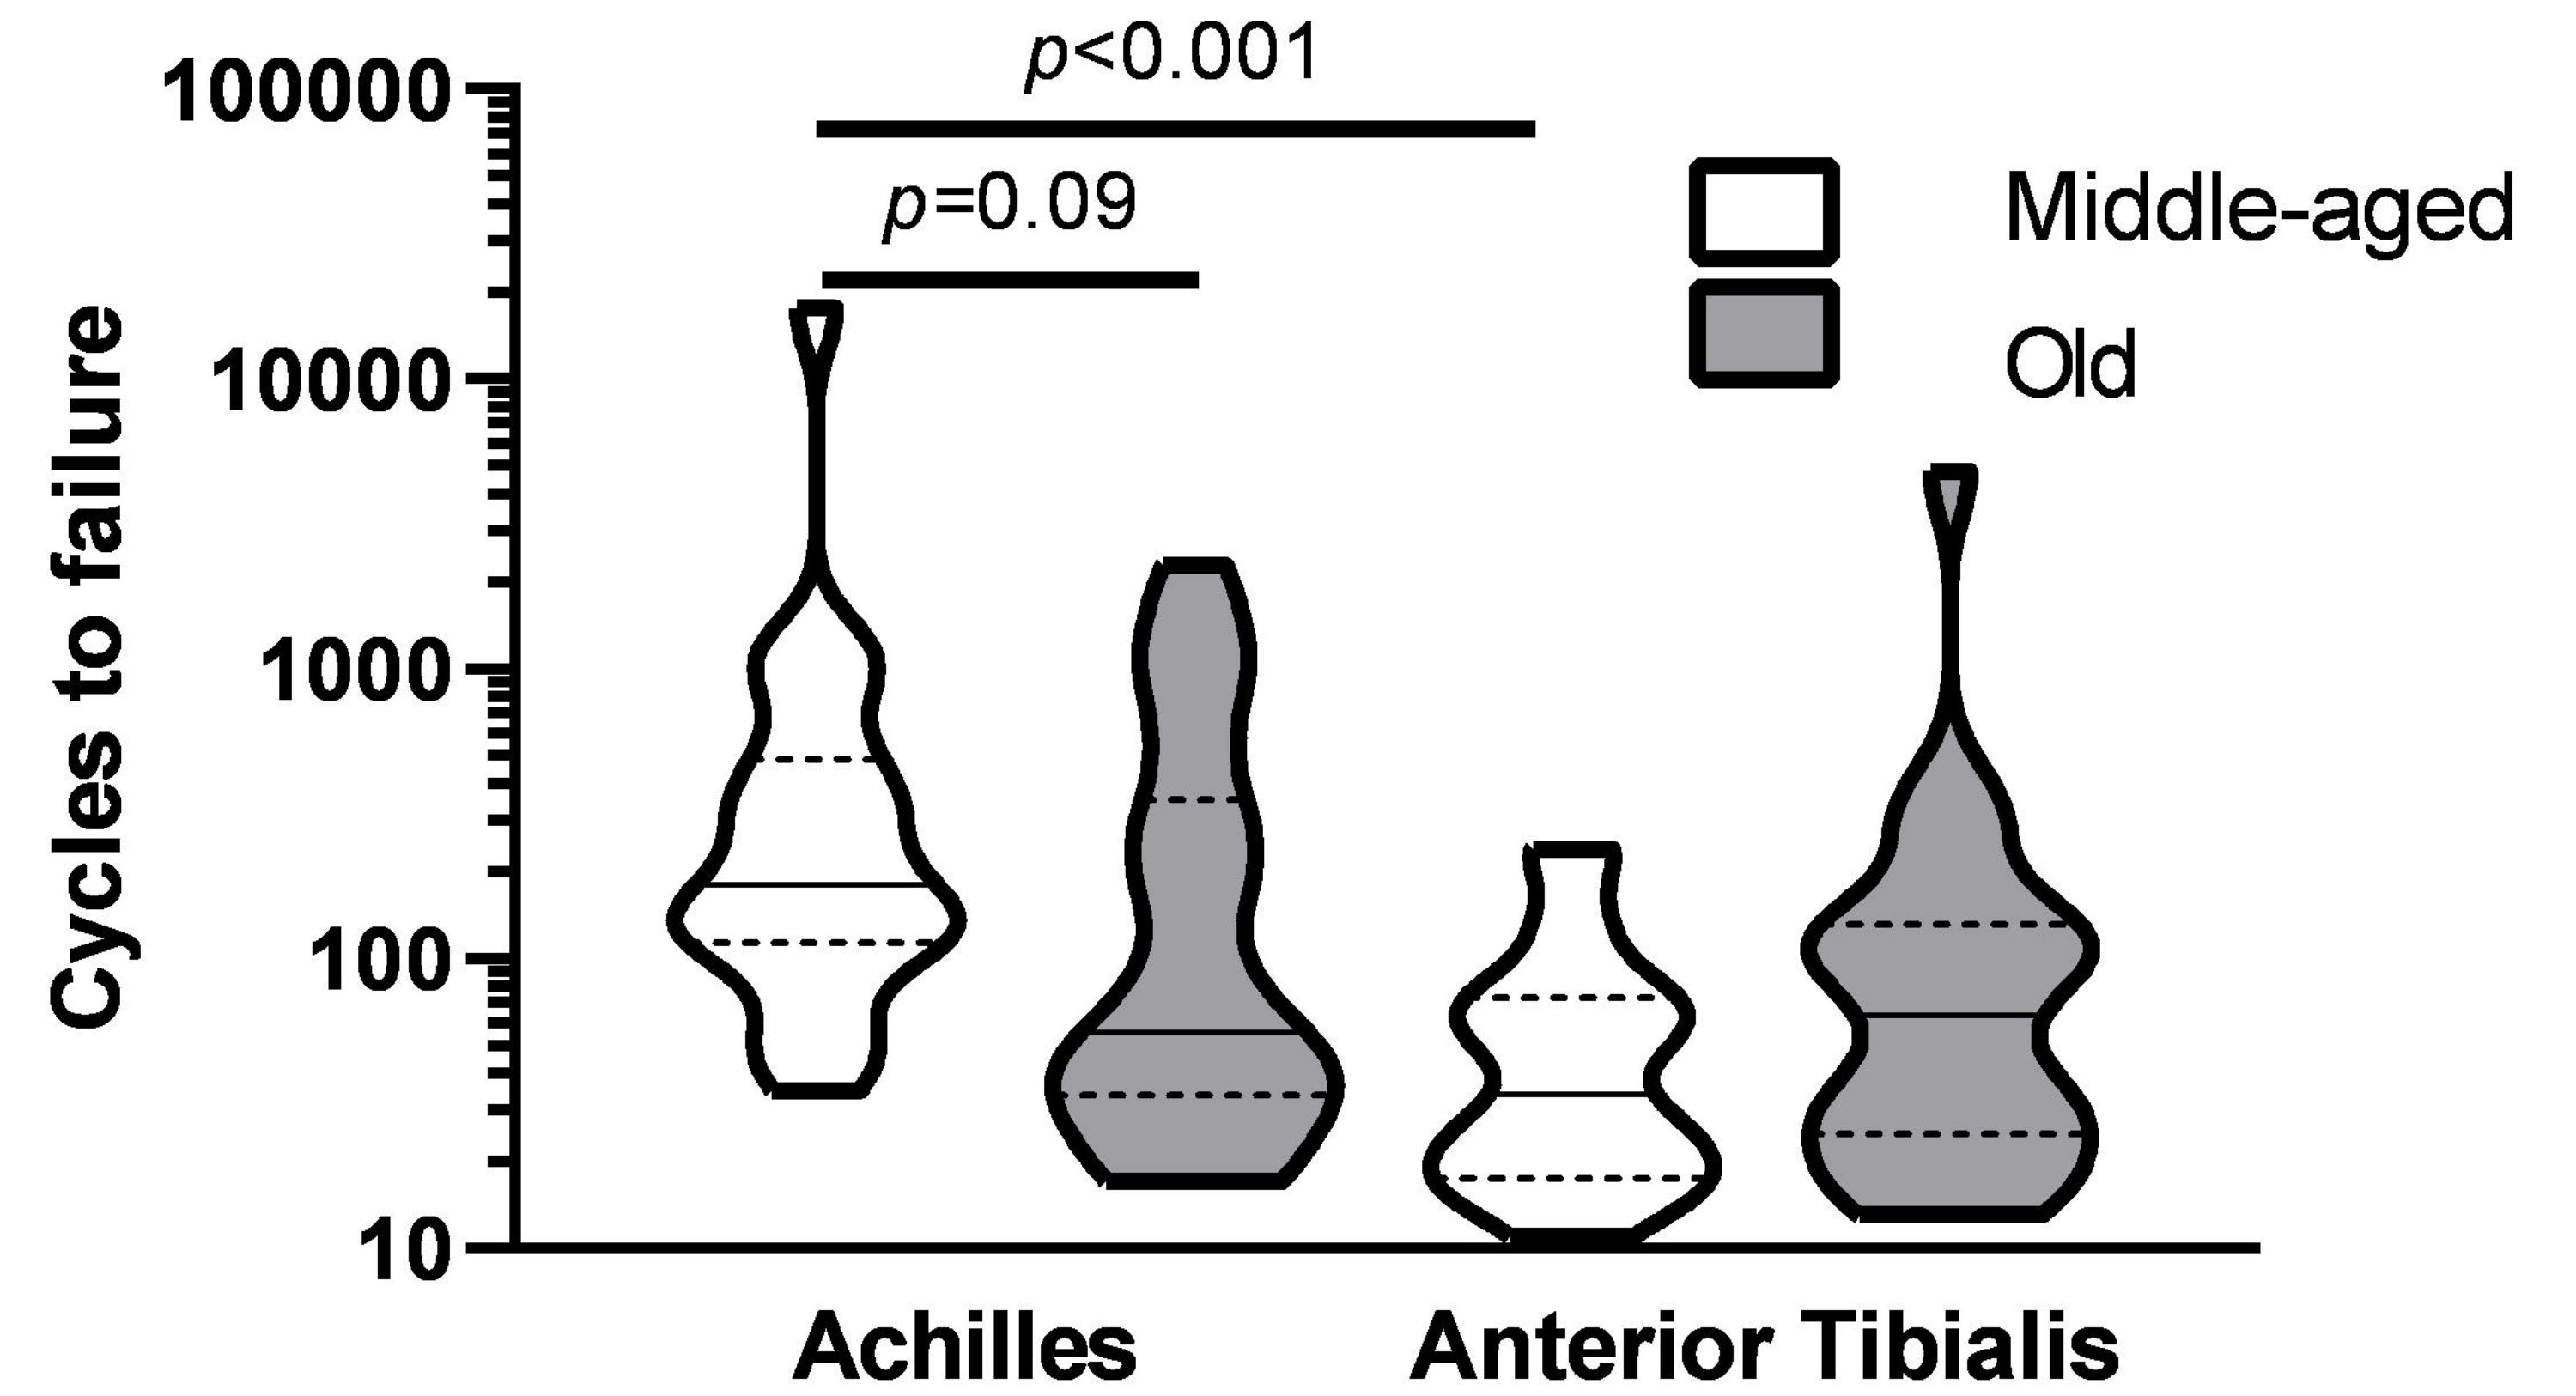 p<0.001
p=0.09
Middle-aged
Old
Cycles to failure
100000
10000
1000
100
10
Achilles
Anterior Tibialis